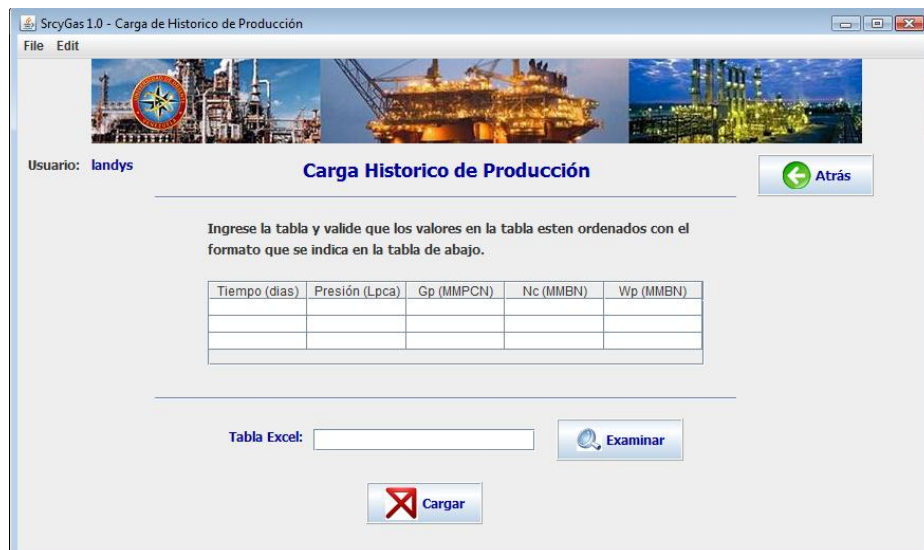 SrcyGas 1.0 - Carga de Historico de Producción
File Edit
Usuario: landys
Carga Historico de Producción
Atrás
Ingrese la tabla y valide que los valores en la tabla esten ordenados con el
formato que se indica en la tabla de abajo.
Tiempo (dias) Presión (Lpca) Gp (MMPCN) Nc (MMBN) Wp (MMBN)
Tabla Excel:
Examinar
Cargar